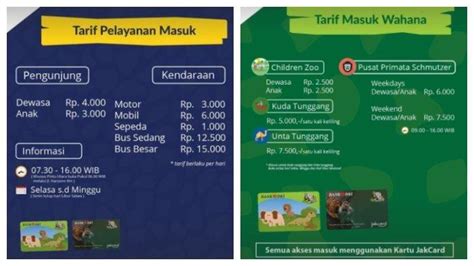 Tarif Pelayanan Masuk
Pengunjung
Dewasa Rp. 4.000
Anak Rp. 3.000
Kendaraan
Motor Rp. 3.000
Mobil Rp. 6.000
Sepeda Rp. 1.000
Bus Sedang Rp. 12.500
Bus Besar Rp. 15.000
* tarif berlaku per hari
Informasi
07.30 - 16.00 WIB
Selasa s.d Minggu
Tarif Masuk Wahana
Children Zoo
Dewasa Rp. 2.500
Anak Rp. 2.500
Kuda Tunggang
Rp. 5.000,-/satu kali keliling
Unta Tunggang
Rp. 7.500,-/satu kali keliling
Pusat Primata Schmutzer
Weekdays
Dewasa/Anak Rp. 6.000
Weekend
Dewasa/Anak Rp. 7.500
09.00 - 16.00 WIB
Semua akses masuk menggunakan Kartu JakCard